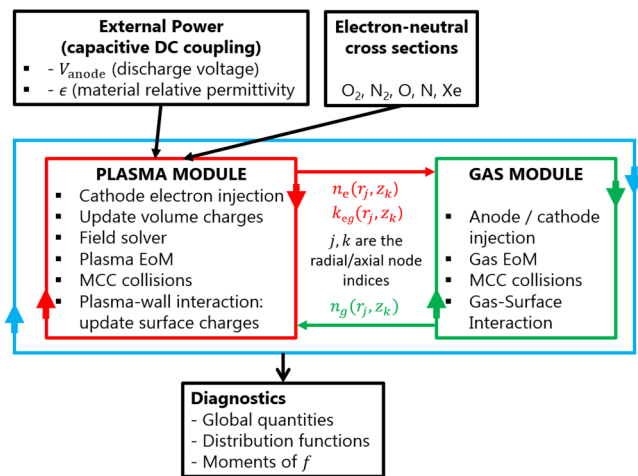 External Power
(capacitive DC coupling)
▪ - V_anode (discharge voltage)
▪ - ϵ (material relative permittivity
Electron-neutral
cross sections
O₂, N₂, O, N, Xe
PLASMA MODULE
▪ Cathode electron injection
▪ Update volume charges
▪ Field solver
▪ Plasma EoM
▪ MCC collisions
▪ Plasma-wall interaction:
update surface charges
n_e(r_j, z_k)
k_eg(r_j, z_k)
j, k are the
radial/axial node
indices
n_g(r_j, z_k)
GAS MODULE
▪ Anode / cathode
injection
▪ Gas EoM
▪ MCC collisions
▪ Gas-Surface
Interaction
Diagnostics
- Global quantities
- Distribution functions
- Moments of f